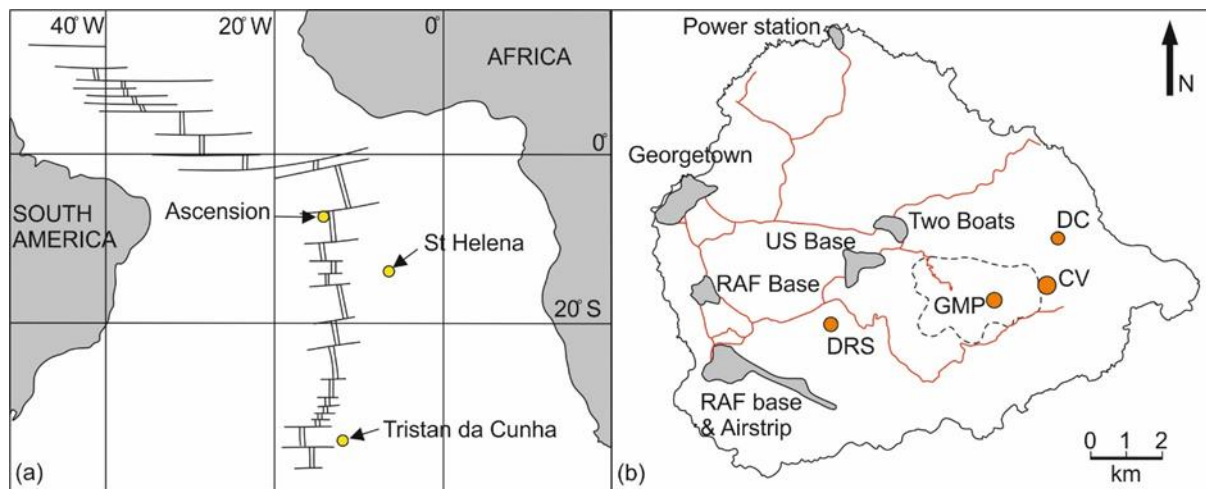 40° W
20° W
0°
AFRICA
0°
SOUTH
AMERICA
Ascension
St Helena
20° S
Tristan da Cunha
(a)
Power station
N
Georgetown
Two Boats
DC
US Base
CV
RAF Base
GMP
DRS
RAF base
& Airstrip
0 1 2
km
(b)